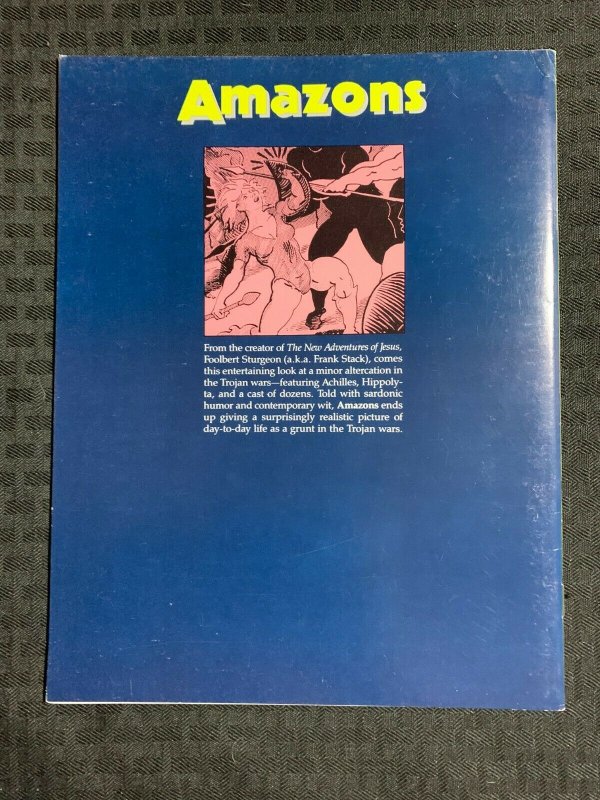 Amazons
From the creator of The New Adventures of Jesus,
Foolbert Sturgeon (a.k.a. Frank Stack), comes
this entertaining look at a minor altercation in
the Trojan wars—featuring Achilles, Hippoly-
ta, and a cast of dozens. Told with sardonic
humor and contemporary wit, Amazons ends
up giving a surprisingly realistic picture of
day-to-day life as a grunt in the Trojan wars.